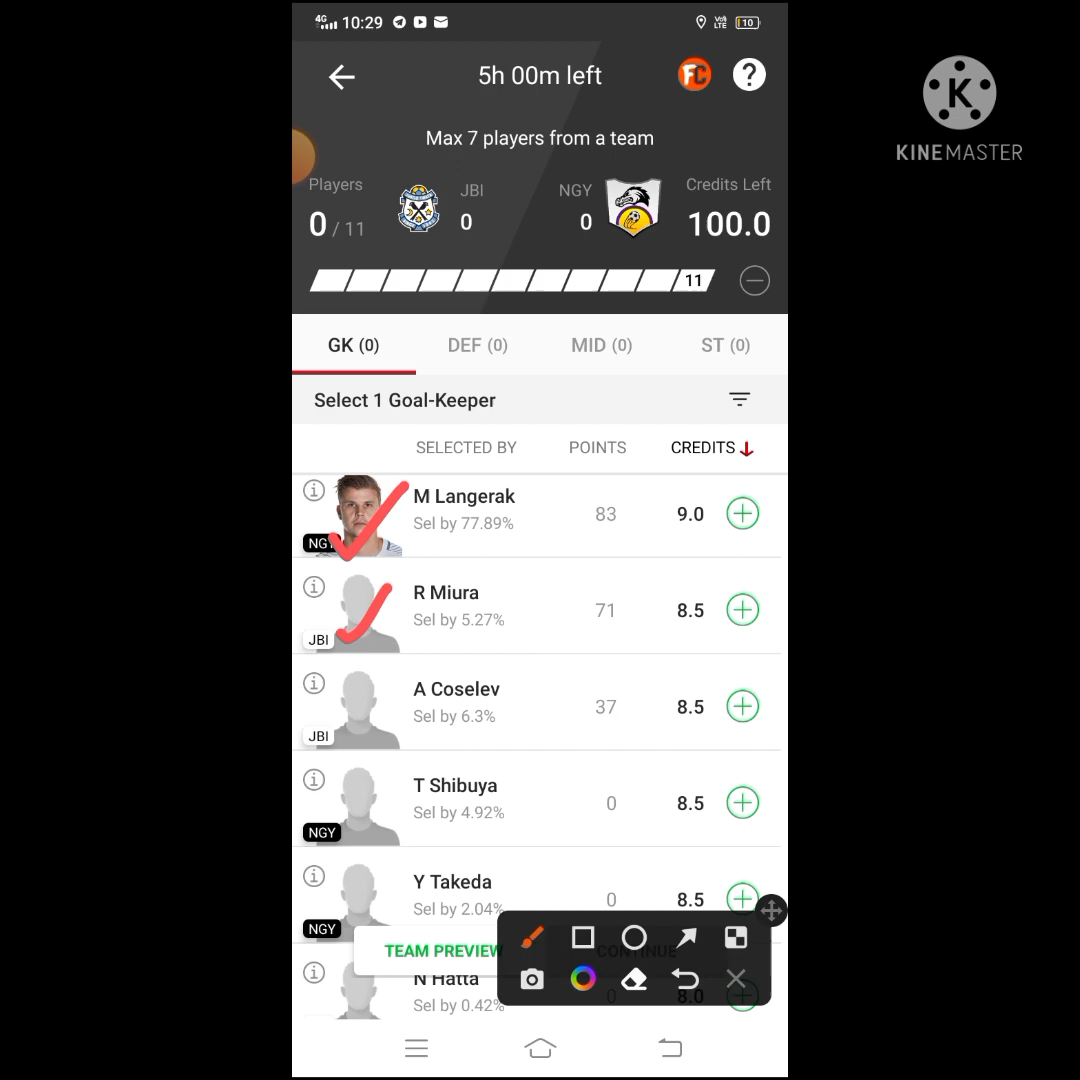 4G 10:29 Vo) LTE 10
K
KINEMASTER
5h 00m left FC ?
Max 7 players from a team
Players JBI NGY Credits Left
0 / 11 0 0 100.0
11
GK (0) DEF (0) MID (0) ST (0)
Select 1 Goal-Keeper
SELECTED BY POINTS CREDITS
M Langerak
Sel by 77.89% 83 9.0
NGY
R Miura
Sel by 5.27% 71 8.5
JBI
A Coselev
Sel by 6.3% 37 8.5
JBI
T Shibuya
Sel by 4.92% 0 8.5
NGY
Y Takeda
Sel by 2.04% 0 8.5
NGY
TEAM PREVIEW CONTINUE
N Hatta
Sel by 0.42% 0 8.0